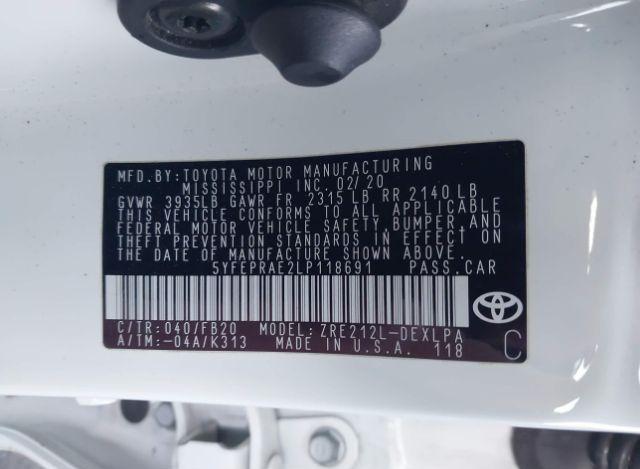 MFD. BY: TOYOTA MOTOR MANUFACTURING
MISSISSIPPI INC. 02/20
GVWR 3935LB GAWR FR 2315 LB RR 2140 LB
THIS VEHICLE CONFORMS TO ALL APPLICABLE
FEDERAL MOTOR VEHICLE SAFETY, BUMPER, AND
THEFT PREVENTION STANDARDS IN EFFECT ON
THE DATE OF MANUFACTURE SHOWN ABOVE.
5YFEPRAE2LP118691 PASS. CAR
C/TR: 040/FB20 MODEL: ZRE212L-DEXLPA
A/TM: -04A/K313 MADE IN U.S.A. 118
C